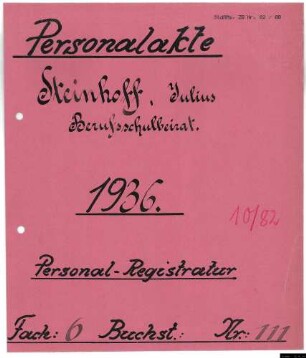 Personalakte
Steinhoff, Julius
Berufsschulbeirat.
1936.
10/82
Personal-Registratur
Fach: 6 Buchst.: Nr.: 111